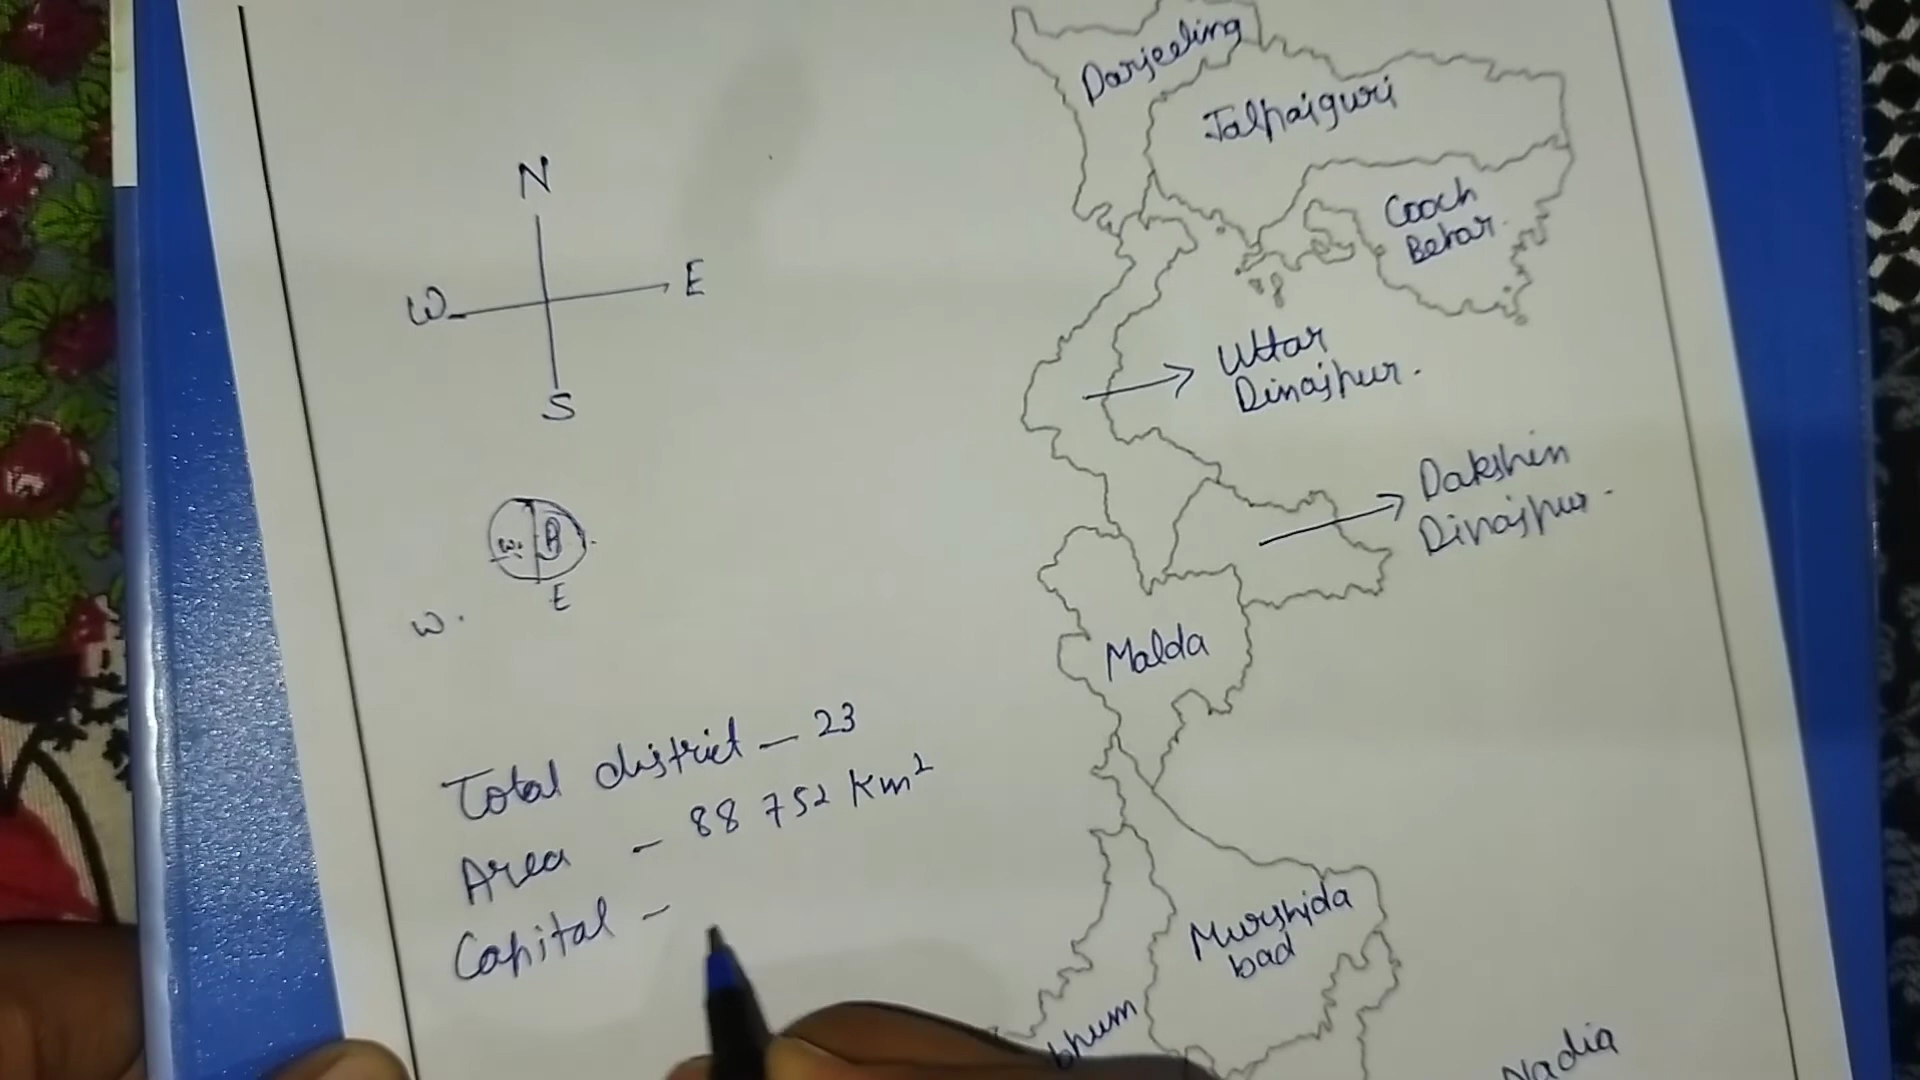 Darjeeling
Jalpaiguri
Cooch
Behar.
N
W
E
S
Uttar
Dinajpur.
Dakshin
Dinajpur.
W.
E
W.
Malda
Total district - 23
Area - 88 752 Km²
Capital -
Murshida
bad
bhum
Nadia